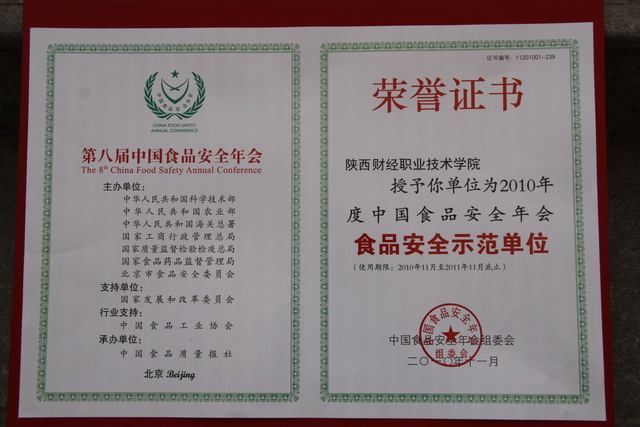 CHINA FOOD SAFETY
ANNUAL CONFERENCE
第八届中国食品安全年会
The 8th China Food Safety Annual Conference
主办单位：
中华人民共和国科学技术部
中华人民共和国农业部
中华人民共和国海关总署
国家工商行政管理总局
国家质量监督检验检疫总局
国家食品药品监督管理局
北京市食品安全委员会
支持单位：
国家发展和改革委员会
行业支持：
中国食品工业协会
承办单位：
中国食品质量报社
北京 Beijing
证书编号：11201001-239
荣誉证书
陕西财经职业技术学院
授予你单位为2010年
度中国食品安全年会
食品安全示范单位
（使用期限：2010年11月至2011年11月底止）
中国食品安全年会组委会
二〇一〇年十一月
中国食品安全年会
组委会